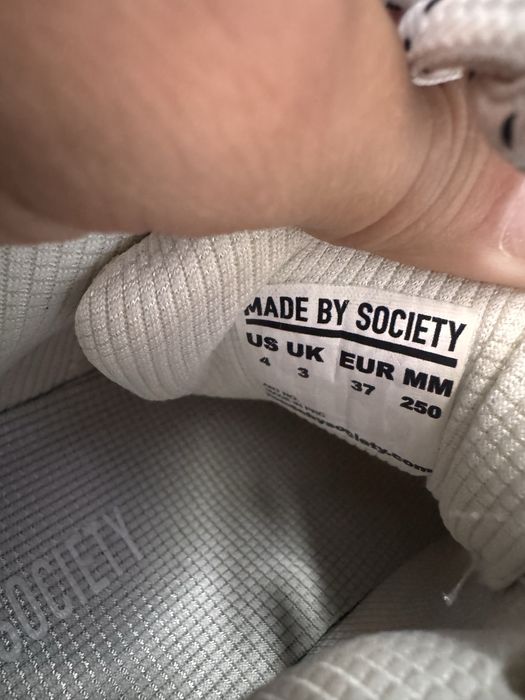 MADE BY SOCIETY
US UK EUR MM
4 3 37 250
SOCIETY